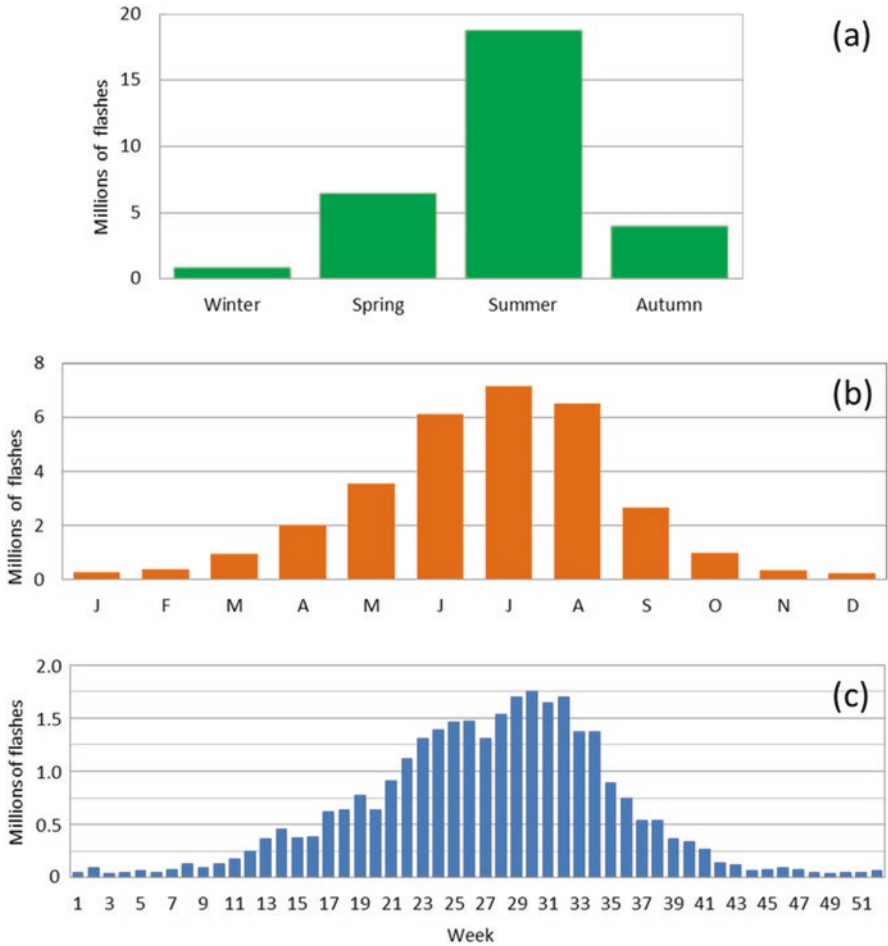 (a)
20
15
10
5
0
Millions of flashes
Winter Spring Summer Autumn
(b)
8
6
4
2
0
Millions of flashes
J F M A M J J A S O N D
(c)
2.0
1.5
1.0
0.5
0
Millions of flashes
1 3 5 7 9 11 13 15 17 19 21 23 25 27 29 31 33 35 37 39 41 43 45 47 49 51
Week